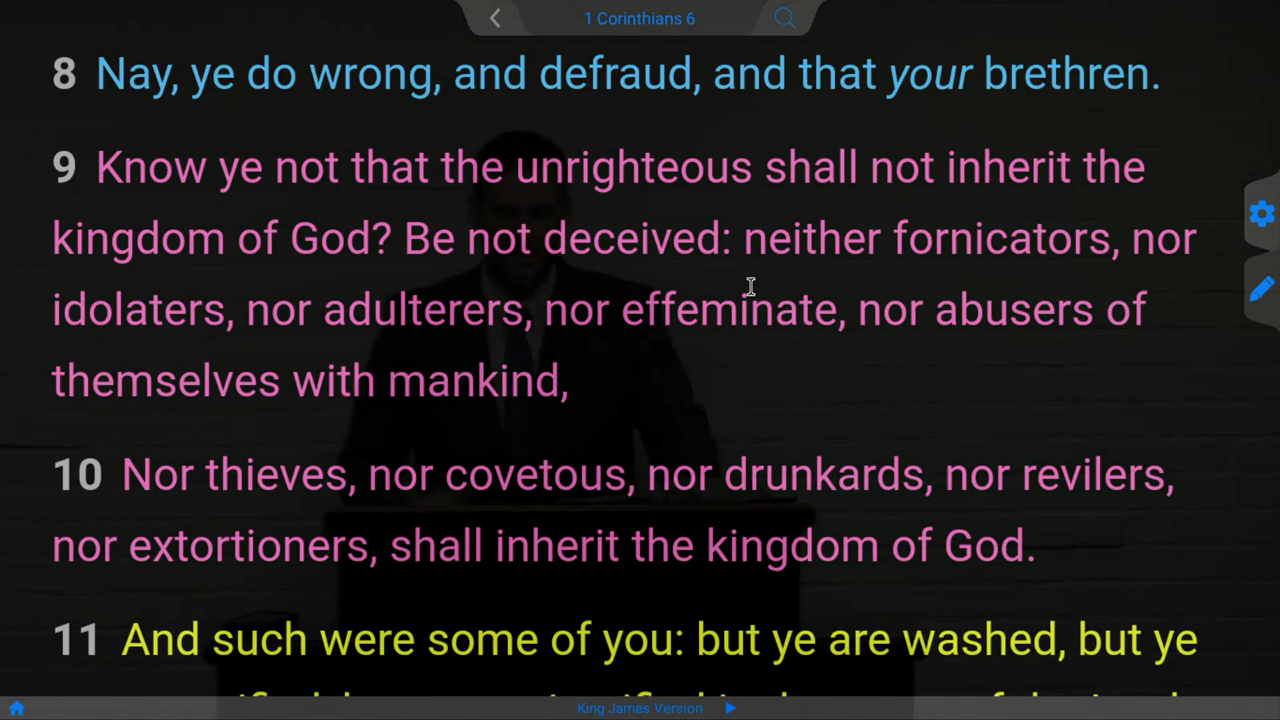 1 Corinthians 6
8 Nay, ye do wrong, and defraud, and that your brethren.
9 Know ye not that the unrighteous shall not inherit the
kingdom of God? Be not deceived: neither fornicators, nor
idolaters, nor adulterers, nor effeminate, nor abusers of
themselves with mankind,
10 Nor thieves, nor covetous, nor drunkards, nor revilers,
nor extortioners, shall inherit the kingdom of God.
11 And such were some of you: but ye are washed, but ye
King James Version